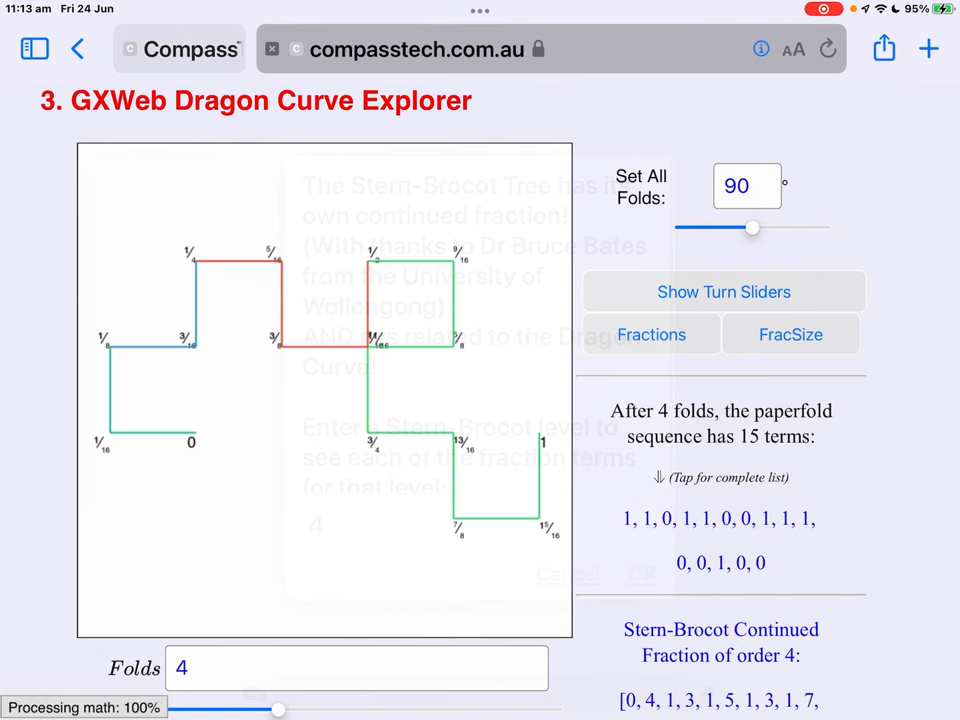 11:13 am Fri 24 Jun
95%
Compass
compasstech.com.au
AA
3. GXWeb Dragon Curve Explorer
The Stern-Brocot Tree has its
own continued fraction!
(With thanks to Dr Bruce Bates
from the University of
Wollongong)
AND it is related to the Dragon
Curve!
Enter a Stern-Brocot level to
see each of the fraction terms
for that level:
4
Cancel OK
1/4
5/16
1/2
9/16
1/8
3/16
3/8
5/8
1/16
0
3/4
13/16
1
7/8
15/16
Set All
Folds:
90 °
Show Turn Sliders
Fractions
FracSize
After 4 folds, the paperfold
sequence has 15 terms:
⇓ (Tap for complete list)
1, 1, 0, 1, 1, 0, 0, 1, 1, 1,
0, 0, 1, 0, 0
Stern-Brocot Continued
Fraction of order 4:
[0, 4, 1, 3, 1, 5, 1, 3, 1, 7,
Folds 4
Processing math: 100%